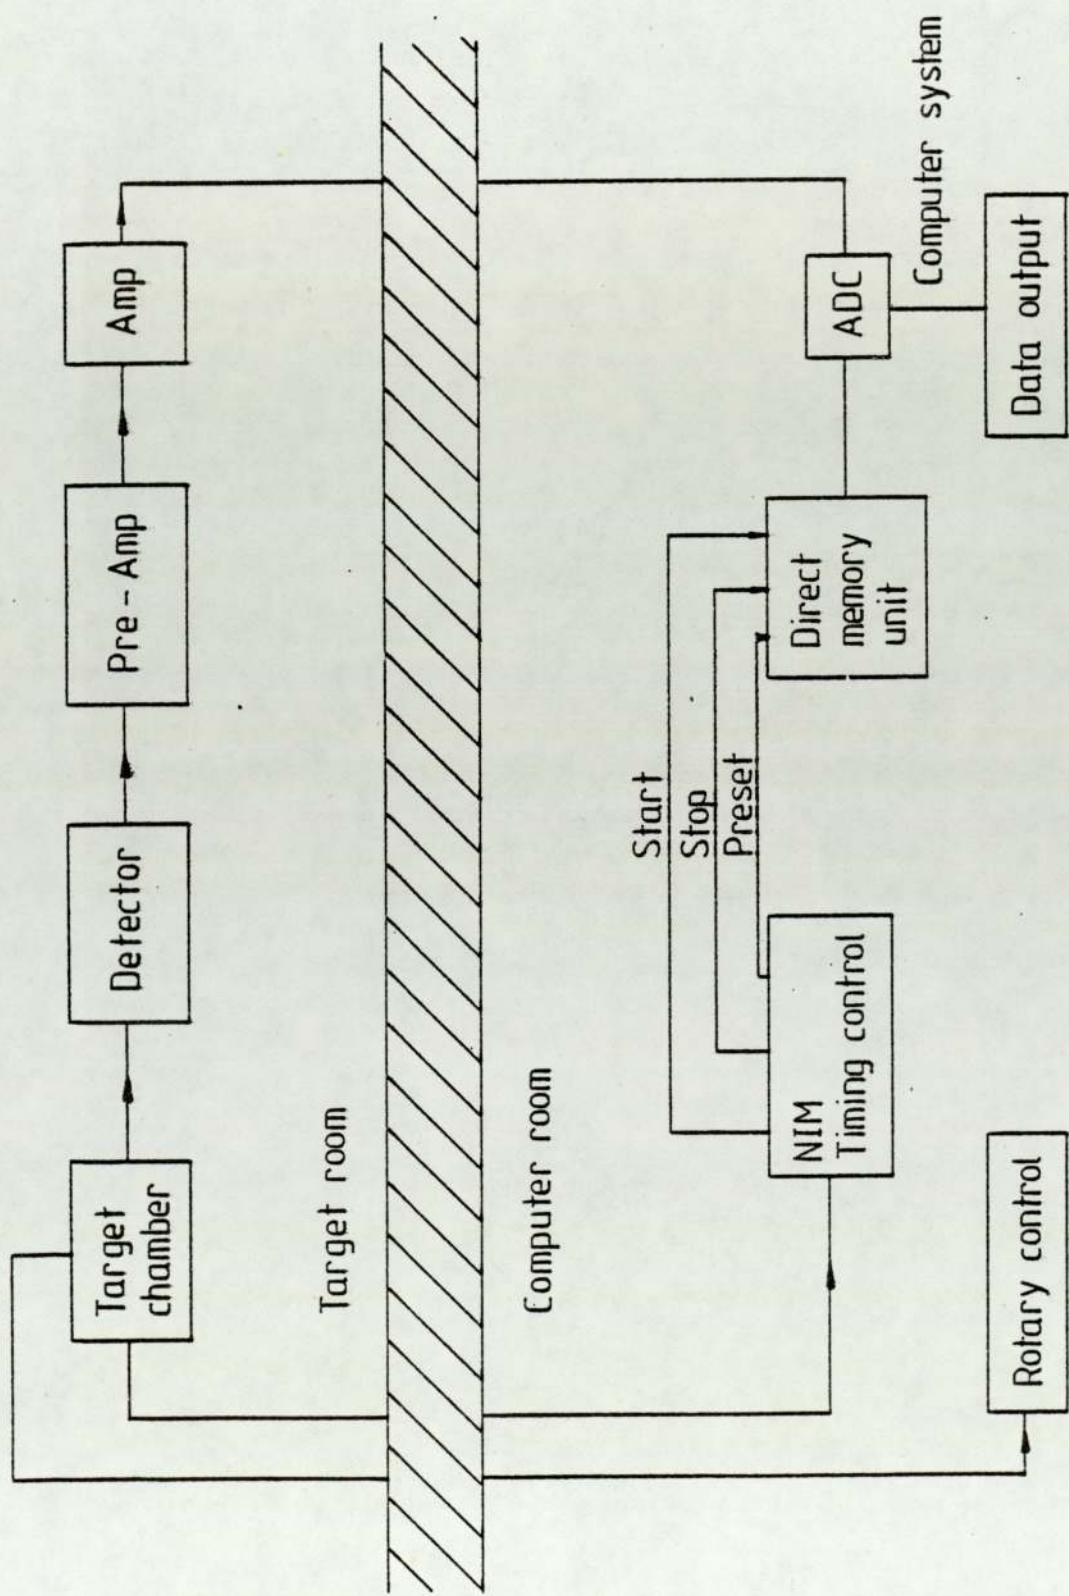 Target
chamber
Detector
Pre - Amp
Amp
Target room
Computer room
Start
Stop
Preset
NIM
Timing control
Direct
memory
unit
ADC
Computer system
Rotary control
Data output